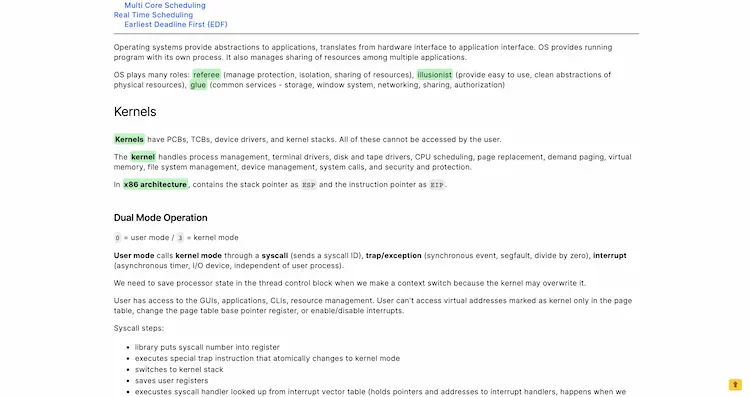 Multi Core Scheduling
Real Time Scheduling
Earliest Deadline First (EDF)
Operating systems provide abstractions to applications, translates from hardware interface to application interface. OS provides running
program with its own process. It also manages sharing of resources among multiple applications.
OS plays many roles: referee (manage protection, isolation, sharing of resources), illusionist (provide easy to use, clean abstractions of
physical resources), glue (common services - storage, window system, networking, sharing, authorization)
Kernels
Kernels have PCBs, TCBs, device drivers, and kernel stacks. All of these cannot be accessed by the user.
The kernel handles process management, terminal drivers, disk and tape drivers, CPU scheduling, page replacement, demand paging, virtual
memory, file system management, device management, system calls, and security and protection.
In x86 architecture, contains the stack pointer as ESP and the instruction pointer as EIP.
Dual Mode Operation
0 = user mode / 3 = kernel mode
User mode calls kernel mode through a syscall (sends a syscall ID), trap/exception (synchronous event, segfault, divide by zero), interrupt
(asynchronous timer, I/O device, independent of user process).
We need to save processor state in the thread control block when we make a context switch because the kernel may overwrite it.
User has access to the GUIs, applications, CLIs, resource management. User can't access virtual addresses marked as kernel only in the page
table, change the page table base pointer register, or enable/disable interrupts.
Syscall steps:
• library puts syscall number into register
• executes special trap instruction that atomically changes to kernel mode
• switches to kernel stack
• saves user registers
• execustes syscall handler looked up from interrupt vector table (holds pointers and addresses to interrupt handlers, happens when we